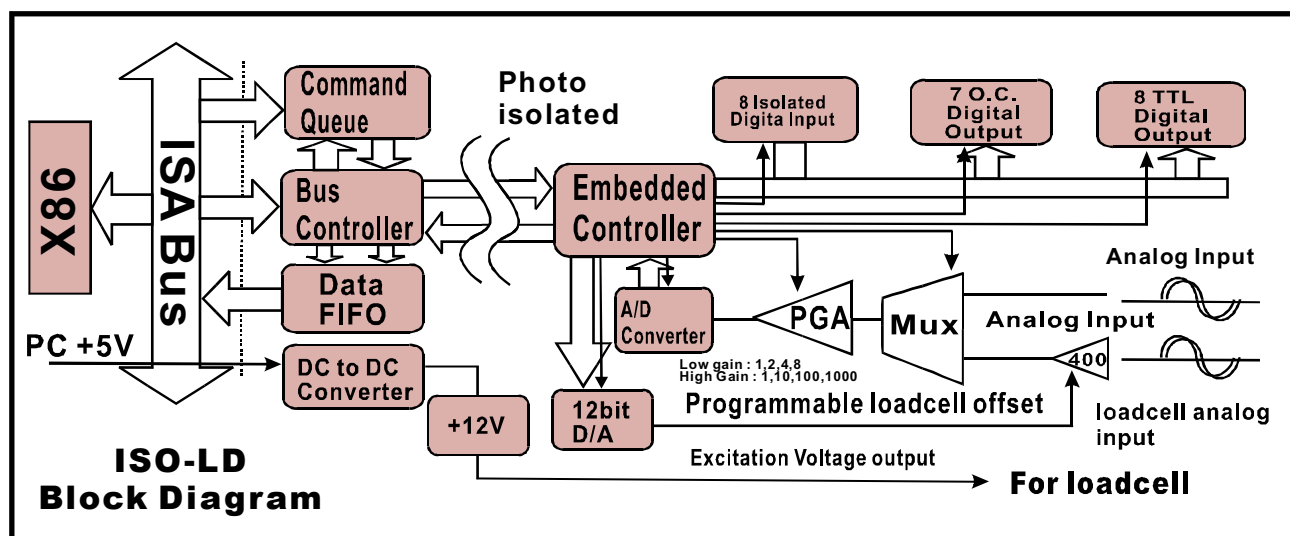 X86
ISA Bus
Command
Queue
Bus
Controller
Data
FIFO
PC +5V
DC to DC
Converter
+12V
Photo
isolated
Embedded
Controller
8 Isolated
Digita Input
7 O.C.
Digital
Output
8 TTL
Digital
Output
A/D
Converter
PGA
Mux
Analog Input
Analog Input
400
Low gain : 1,2,4,8
High Gain : 1,10,100,1000
12bit
D/A
Programmable loadcell offset
loadcell analog
input
Excitation Voltage output
For loadcell
ISO-LD
Block Diagram